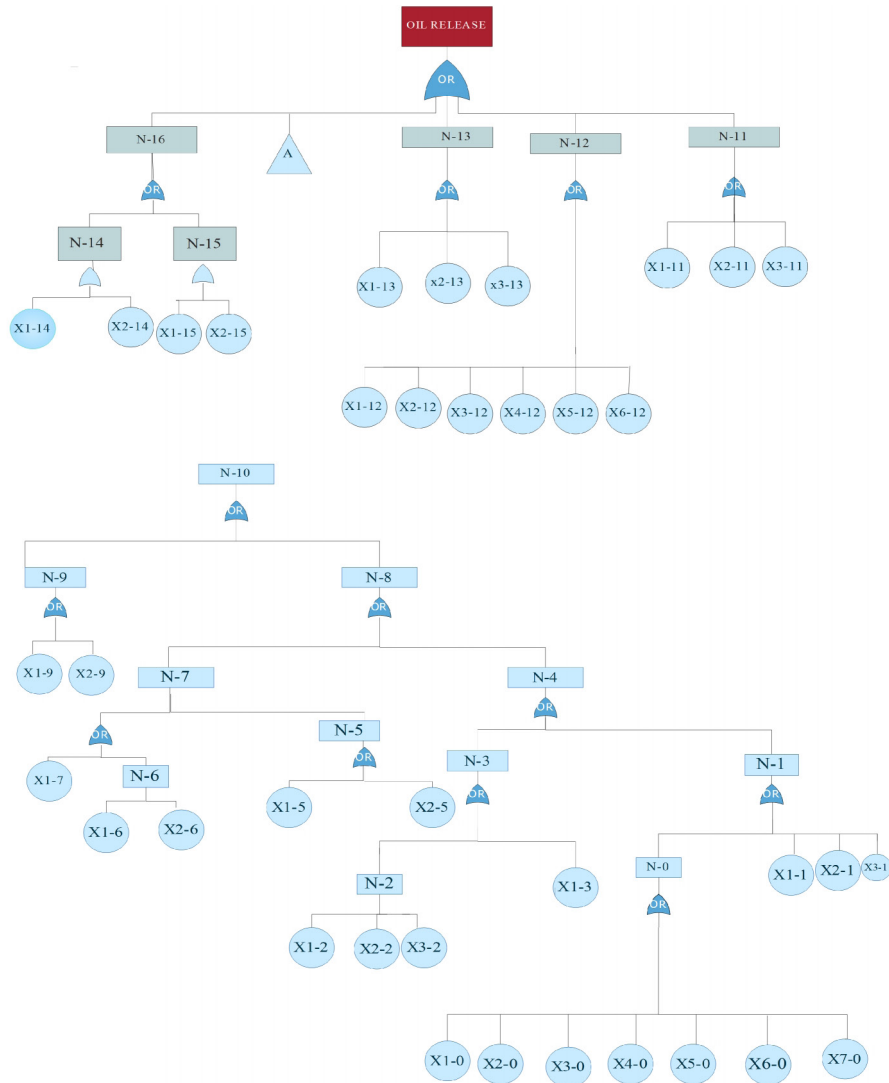 OIL RELEASE
OR
N-16
A
N-13
N-12
N-11
OR
OR
OR
OR
N-14
N-15
X1-14
X2-14
X1-15
X2-15
X1-13
x2-13
x3-13
X1-11
X2-11
X3-11
X1-12
X2-12
X3-12
X4-12
X5-12
X6-12
N-10
OR
N-9
N-8
OR
OR
X1-9
X2-9
N-7
N-4
OR
OR
N-5
OR
X1-7
N-6
X1-6
X2-6
X1-5
X2-5
N-3
N-1
OR
OR
N-2
X1-3
N-0
X1-1
X2-1
X3-1
OR
X1-2
X2-2
X3-2
X1-0
X2-0
X3-0
X4-0
X5-0
X6-0
X7-0